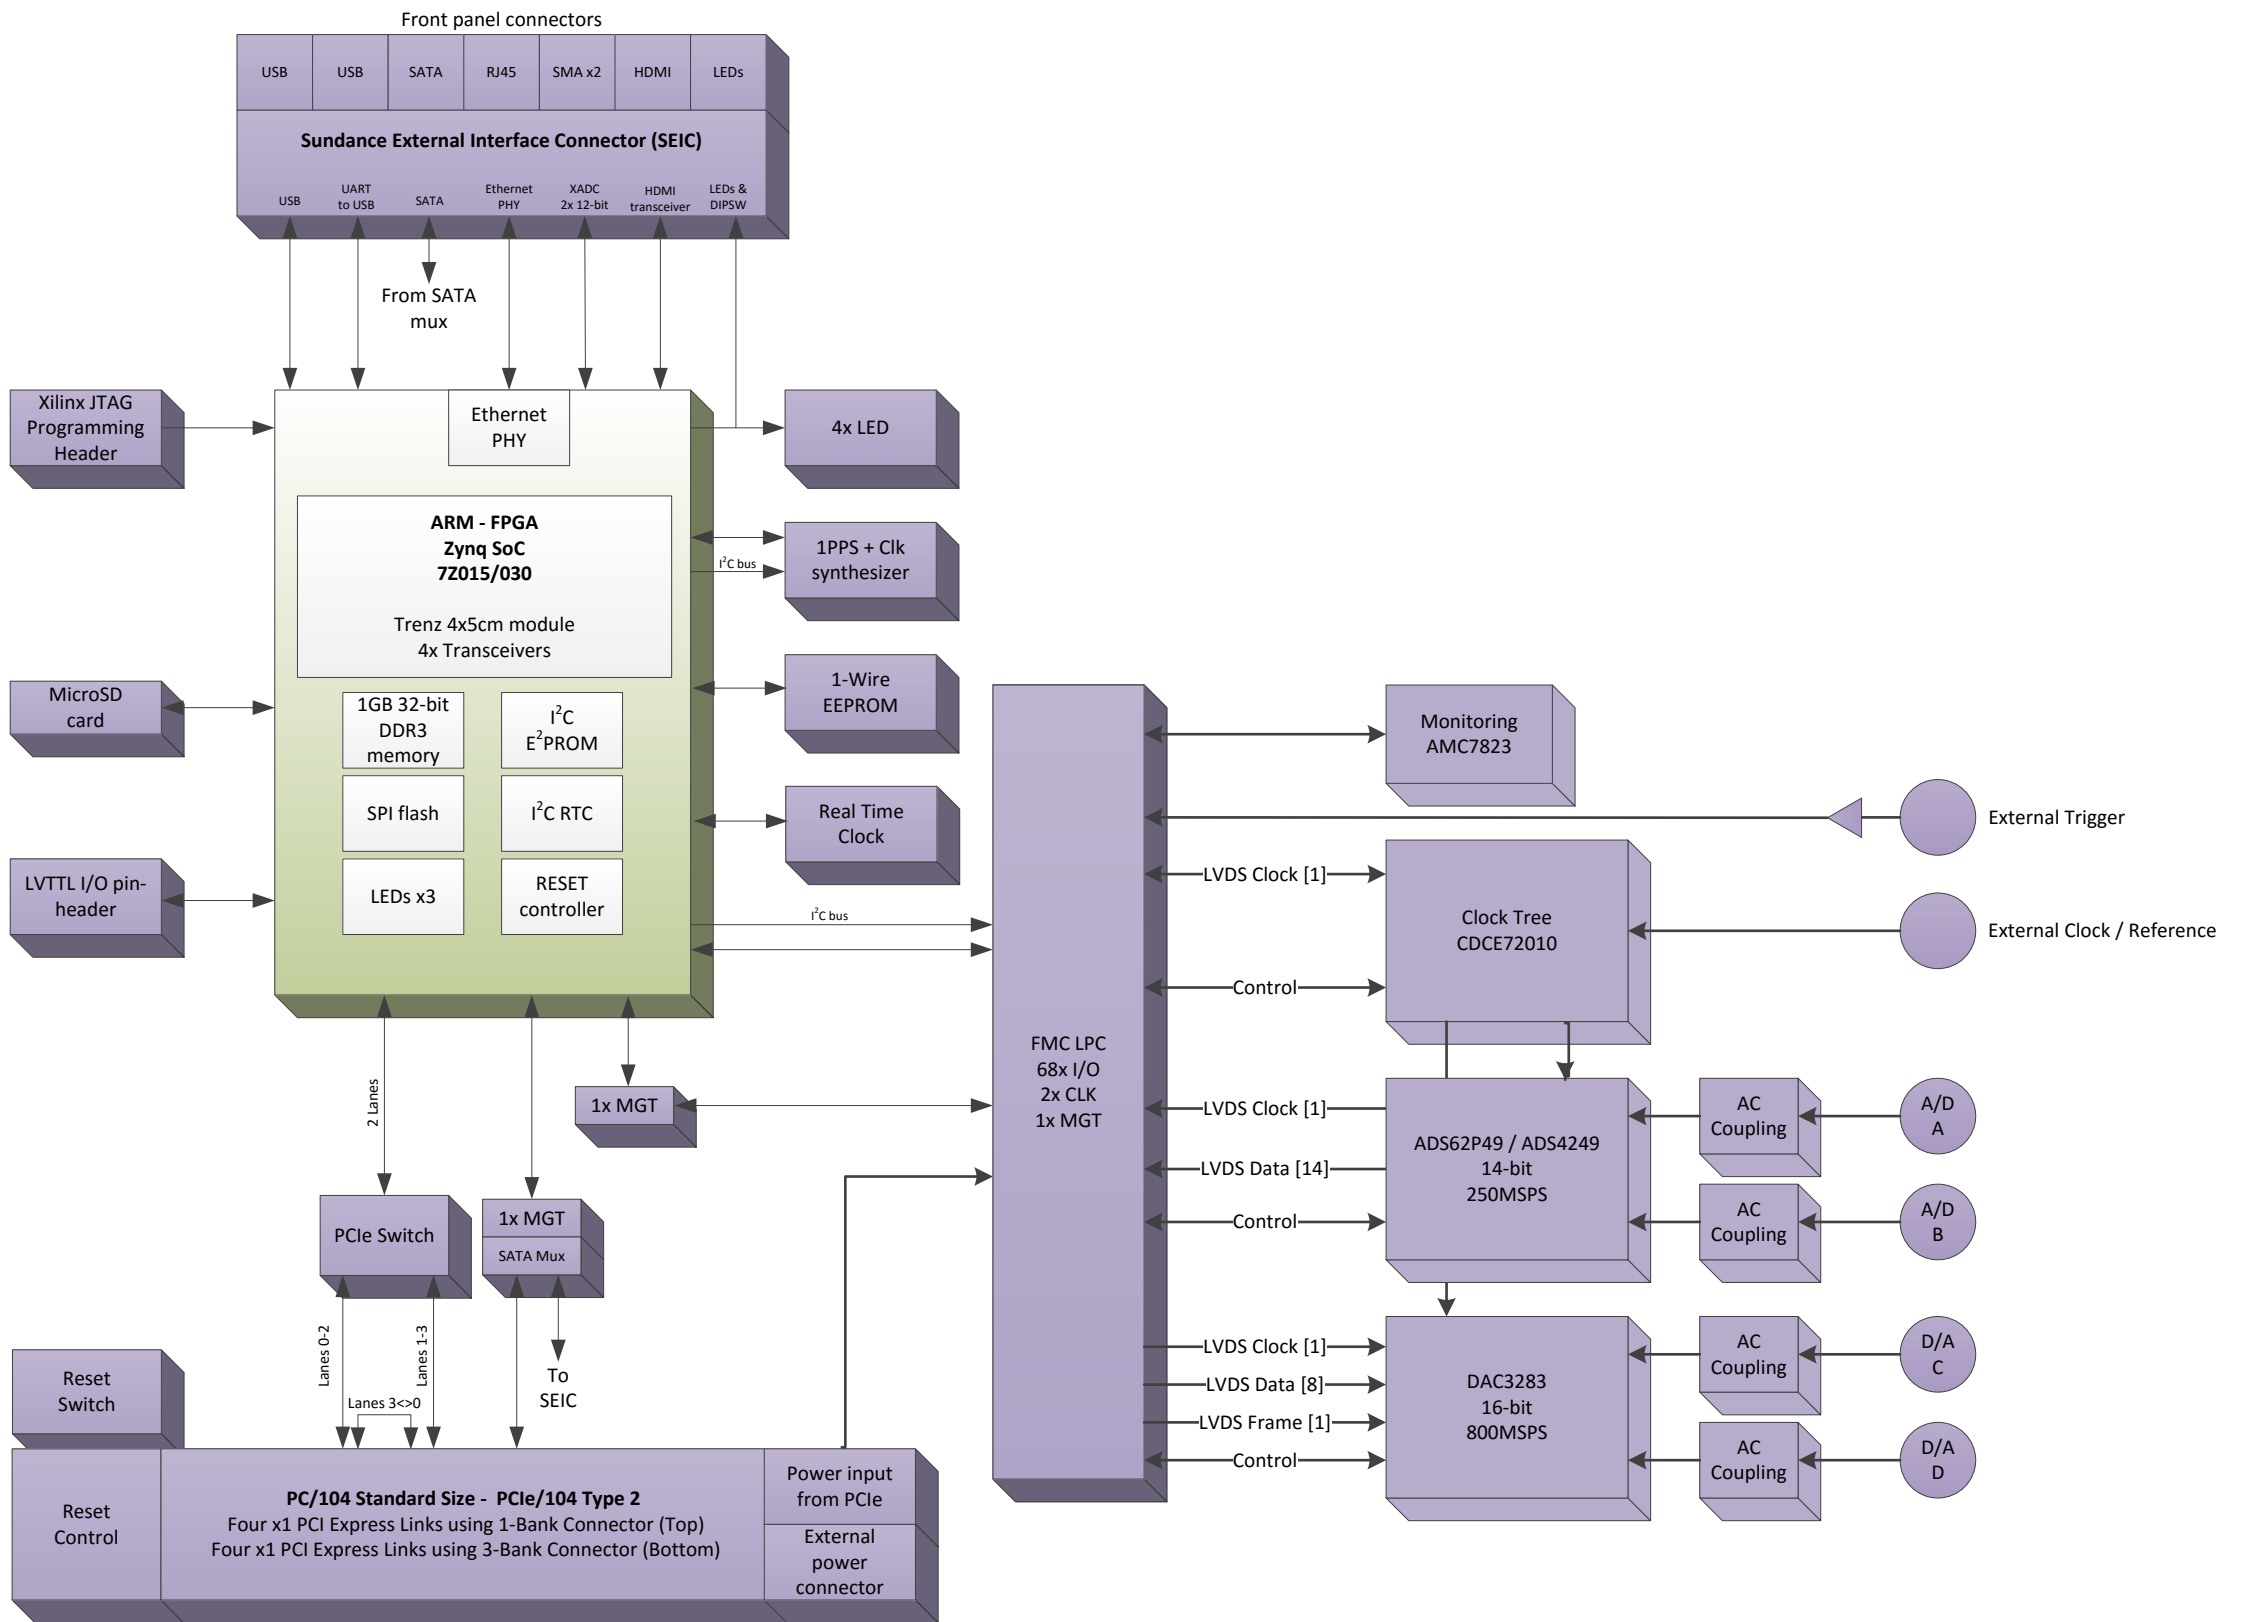 Front panel connectors
USB
USB
SATA
RJ45
SMA x2
HDMI
LEDs
Sundance External Interface Connector (SEIC)
USB
UART
to USB
SATA
Ethernet
PHY
XADC
2x 12-bit
HDMI
transceiver
LEDs &
DIPSW
From SATA
mux
Xilinx JTAG
Programming
Header
Ethernet
PHY
4x LED
ARM - FPGA
Zynq SoC
7Z015/030
Trenz 4x5cm module
4x Transceivers
1PPS + Clk
synthesizer
I²C bus
MicroSD
card
1GB 32-bit
DDR3
memory
I²C
E²PROM
1-Wire
EEPROM
SPI flash
I²C RTC
Real Time
Clock
LVTTL I/O pin-
header
LEDs x3
RESET
controller
I²C bus
Monitoring
AMC7823
External Trigger
LVDS Clock [1]
Clock Tree
CDCE72010
External Clock / Reference
Control
FMC LPC
68x I/O
2x CLK
1x MGT
2 Lanes
1x MGT
LVDS Clock [1]
LVDS Data [14]
Control
ADS62P49 / ADS4249
14-bit
250MSPS
AC
Coupling
A/D
A
AC
Coupling
A/D
B
PCIe Switch
1x MGT
SATA Mux
Lanes 0-2
Lanes 1-3
Lanes 3<>0
To
SEIC
LVDS Clock [1]
LVDS Data [8]
LVDS Frame [1]
Control
DAC3283
16-bit
800MSPS
AC
Coupling
D/A
C
AC
Coupling
D/A
D
Reset
Switch
Reset
Control
PC/104 Standard Size - PCIe/104 Type 2
Four x1 PCI Express Links using 1-Bank Connector (Top)
Four x1 PCI Express Links using 3-Bank Connector (Bottom)
Power input
from PCIe
External
power
connector